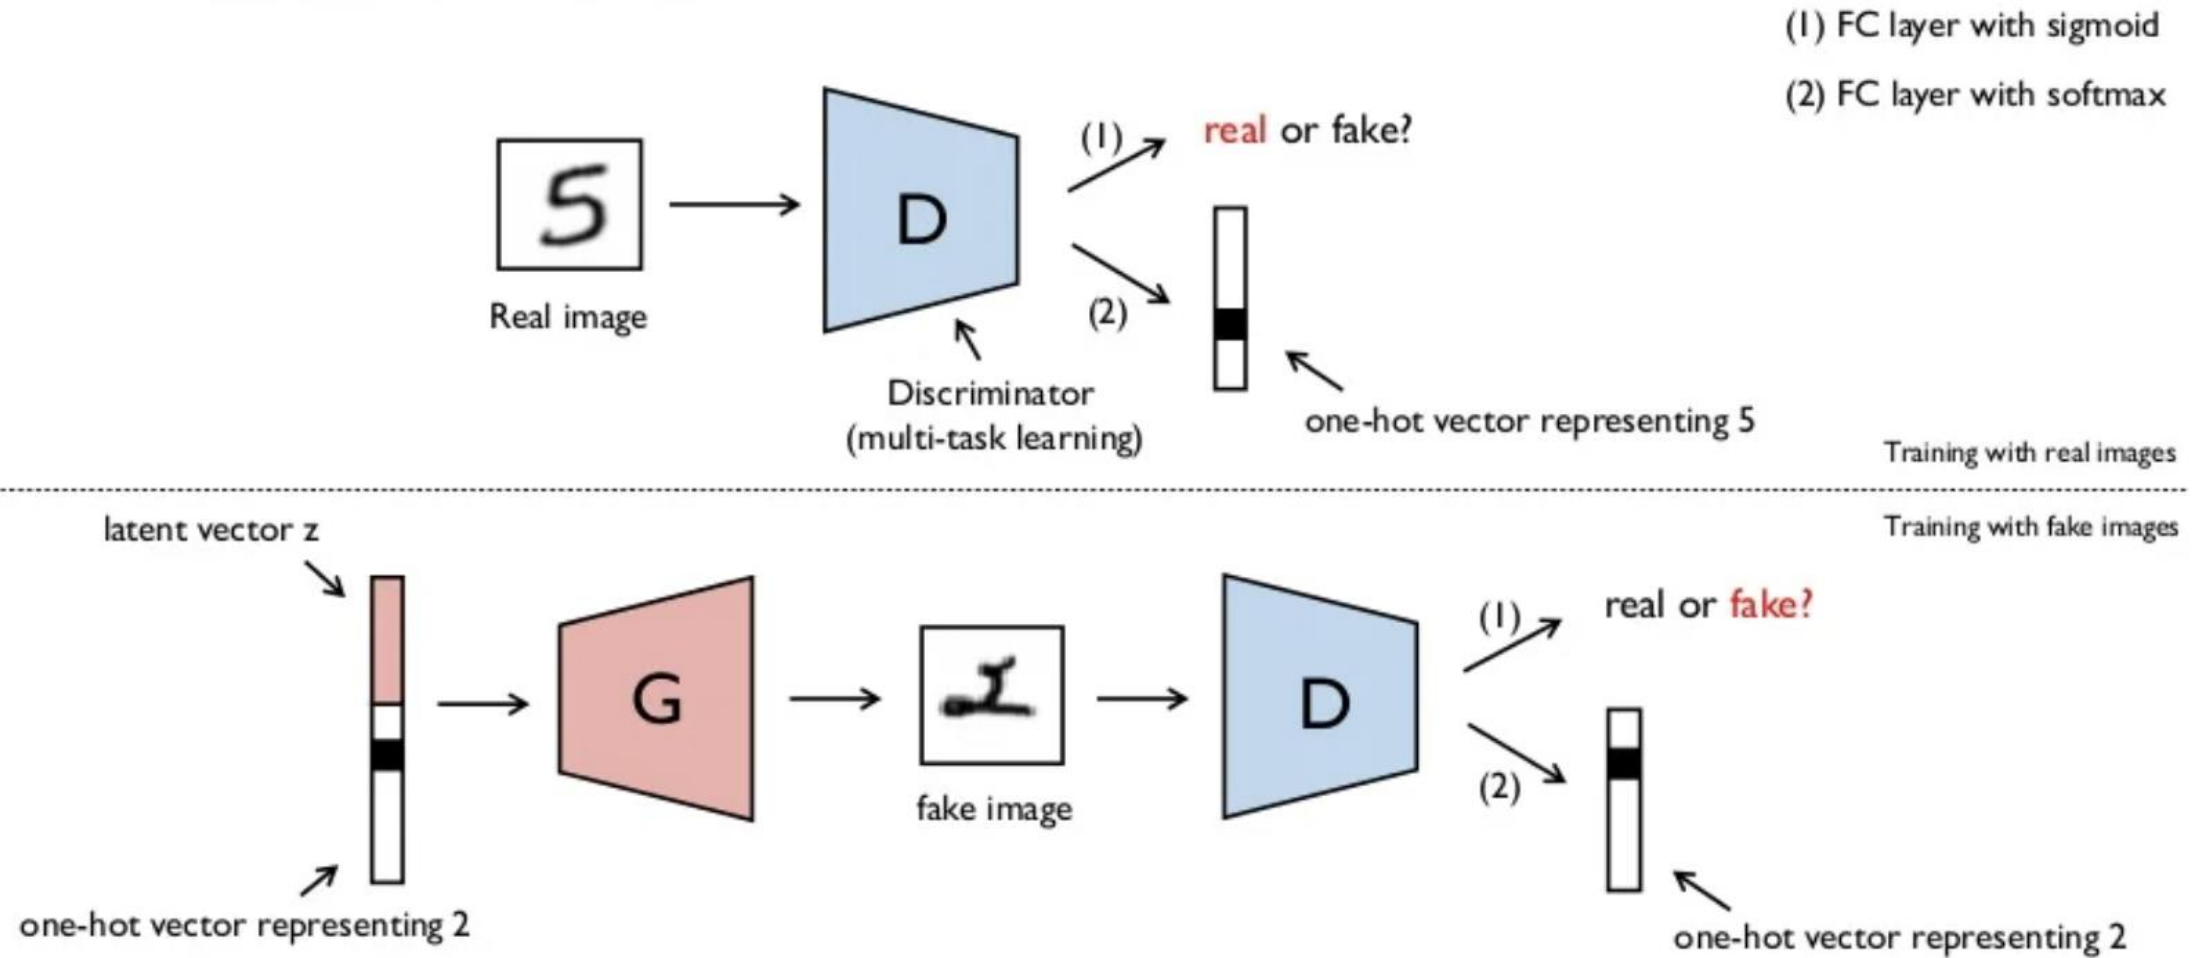 (1) FC layer with sigmoid
(2) FC layer with softmax
5
Real image
D
Discriminator
(multi-task learning)
(1)
real or fake?
(2)
one-hot vector representing 5
Training with real images
Training with fake images
latent vector z
one-hot vector representing 2
G
fake image
D
(1)
real or fake?
(2)
one-hot vector representing 2